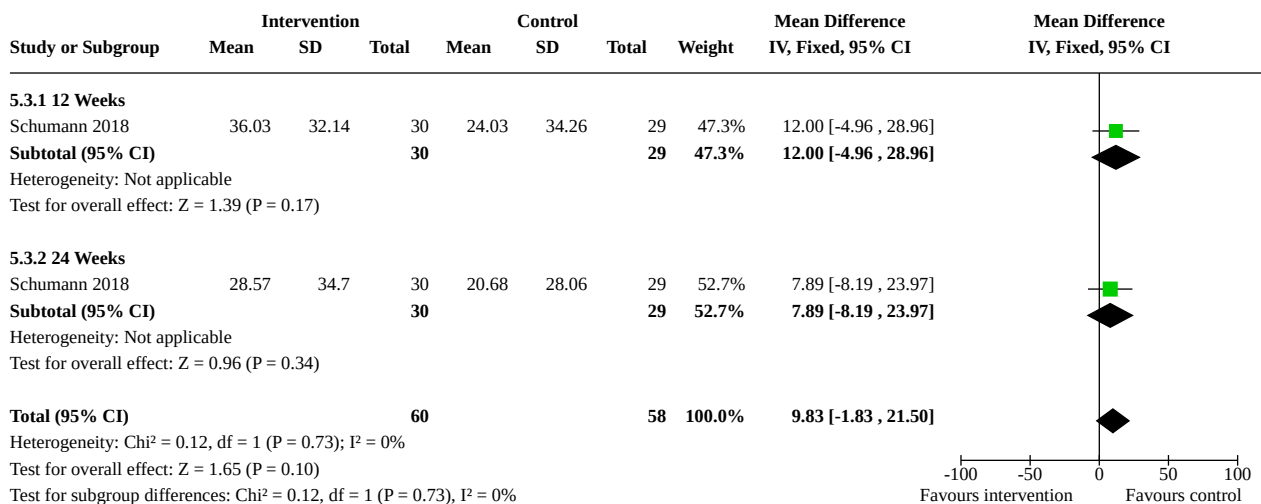 Intervention Control Mean Difference Mean Difference
Study or Subgroup Mean SD Total Mean SD Total Weight IV, Fixed, 95% CI IV, Fixed, 95% CI
5.3.1 12 Weeks
Schumann 2018 36.03 32.14 30 24.03 34.26 29 47.3% 12.00 [-4.96 , 28.96]
Subtotal (95% CI) 30 29 47.3% 12.00 [-4.96 , 28.96]
Heterogeneity: Not applicable
Test for overall effect: Z = 1.39 (P = 0.17)
5.3.2 24 Weeks
Schumann 2018 28.57 34.7 30 20.68 28.06 29 52.7% 7.89 [-8.19 , 23.97]
Subtotal (95% CI) 30 29 52.7% 7.89 [-8.19 , 23.97]
Heterogeneity: Not applicable
Test for overall effect: Z = 0.96 (P = 0.34)
Total (95% CI) 60 58 100.0% 9.83 [-1.83 , 21.50]
Heterogeneity: Chi² = 0.12, df = 1 (P = 0.73); I² = 0%
Test for overall effect: Z = 1.65 (P = 0.10)
-100 -50 0 50 100
Test for subgroup differences: Chi² = 0.12, df = 1 (P = 0.73), I² = 0% Favours intervention Favours control